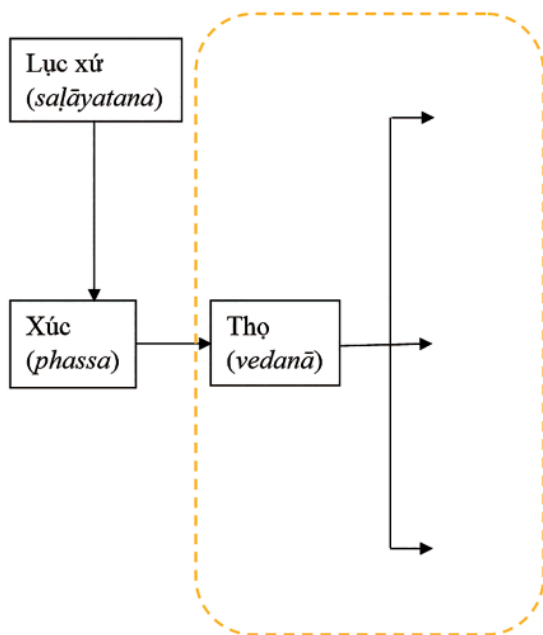 Lục xứ
(saḷāyatana)
Xúc
(phassa)
Thọ
(vedanā)